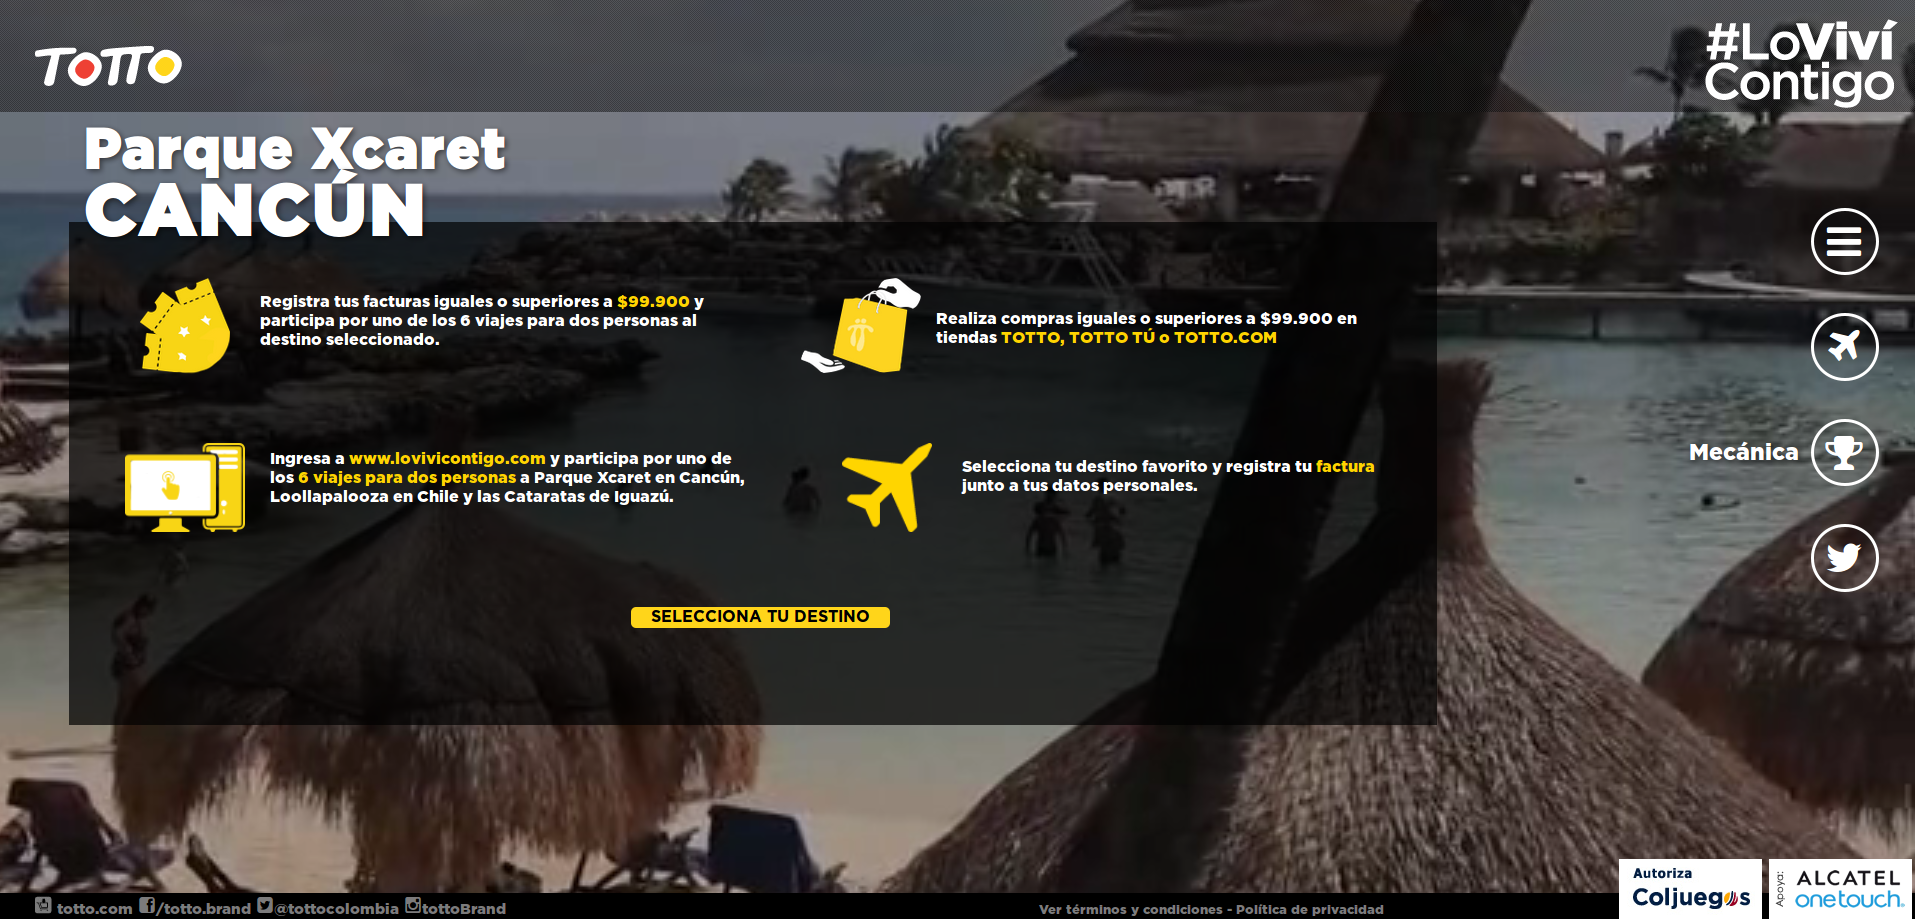 TOTTO
#LoViví
Contigo
Parque Xcaret
CANCÚN
Registra tus facturas iguales o superiores a $99.900 y
participa por uno de los 6 viajes para dos personas al
destino seleccionado.
Realiza compras iguales o superiores a $99.900 en
tiendas TOTTO, TOTTO TÚ o TOTTO.COM
Ingresa a www.lovivicontigo.com y participa por uno de
los 6 viajes para dos personas a Parque Xcaret en Cancún,
Loollapalooza en Chile y las Cataratas de Iguazú.
Selecciona tu destino favorito y registra tu factura
junto a tus datos personales.
Mecánica
SELECCIONA TU DESTINO
totto.com /totto.brand @tottocolombia tottoBrand
Ver términos y condiciones - Política de privacidad
Autoriza
Coljuegos
Apoya:
ALCATEL
onetouch.